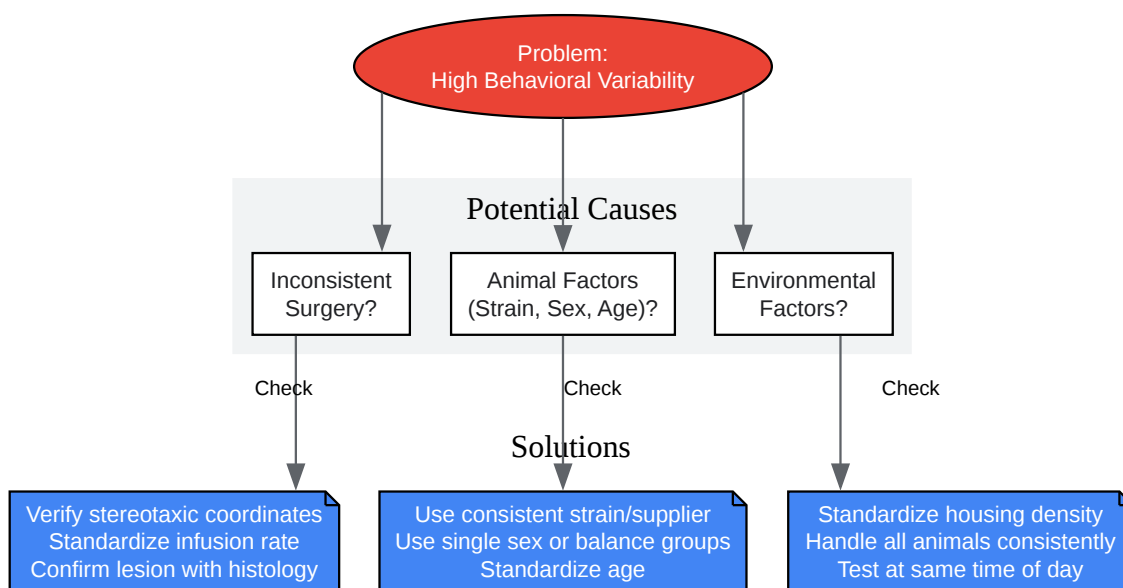 Problem:
High Behavioral Variability
Potential Causes
Inconsistent
Surgery?
Animal Factors
(Strain, Sex, Age)?
Environmental
Factors?
Check
Check
Check
Solutions
Verify stereotaxic coordinates
Standardize infusion rate
Confirm lesion with histology
Use consistent strain/supplier
Use single sex or balance groups
Standardize age
Standardize housing density
Handle all animals consistently
Test at same time of day